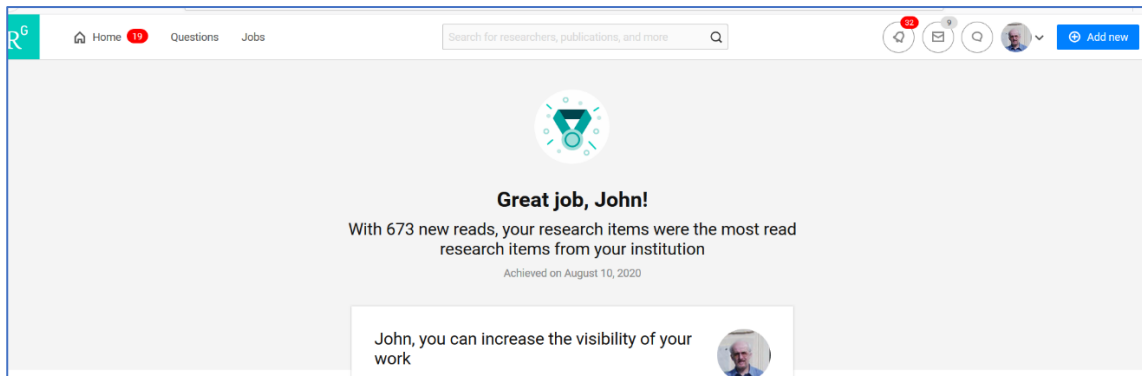 RG
Home 19 Questions Jobs Search for researchers, publications, and more 32 9 Add new
Great job, John!
With 673 new reads, your research items were the most read
research items from your institution
Achieved on August 10, 2020
John, you can increase the visibility of your
work